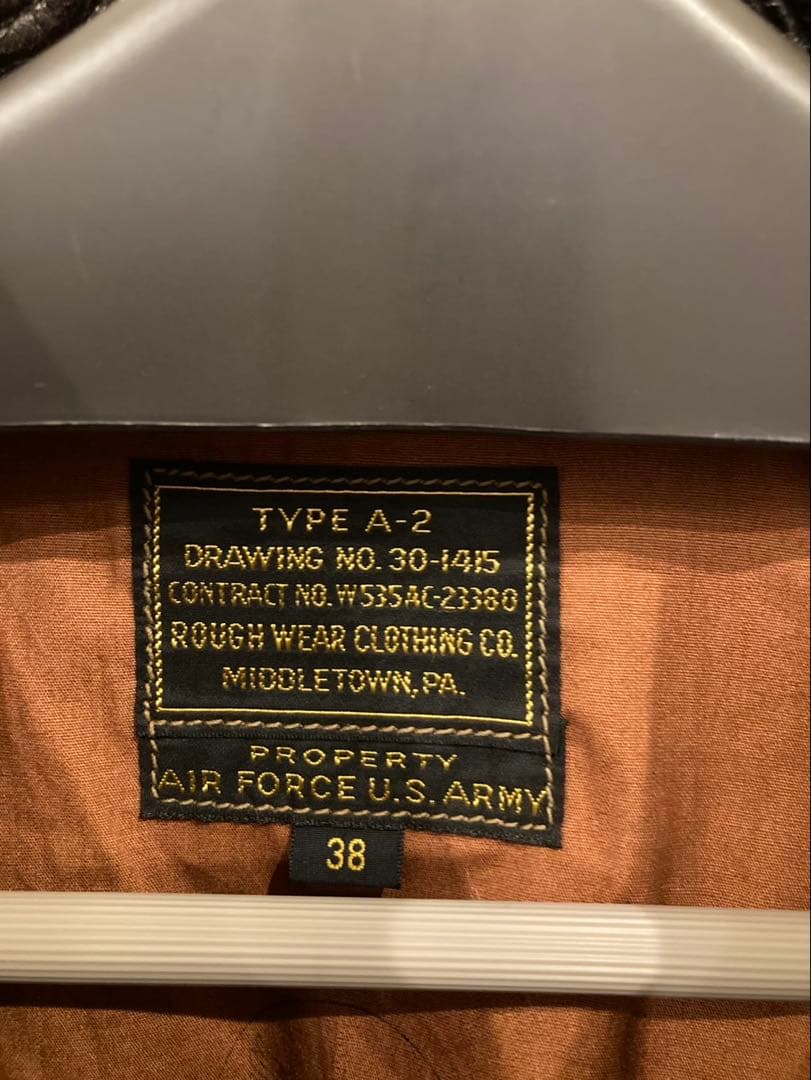 TYPE A-2
DRAWING NO. 30-1415
CONTRACT NO. W535AC-23380
ROUGH WEAR CLOTHING CO.
MIDDLETOWN, PA.
PROPERTY
AIR FORCE U.S. ARMY
38